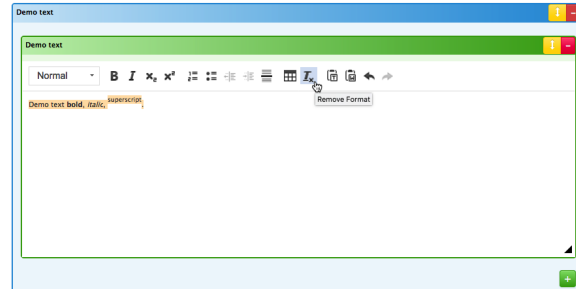 Demo text
Demo text
Normal
Remove Format
Demo text bold, italic, superscript.